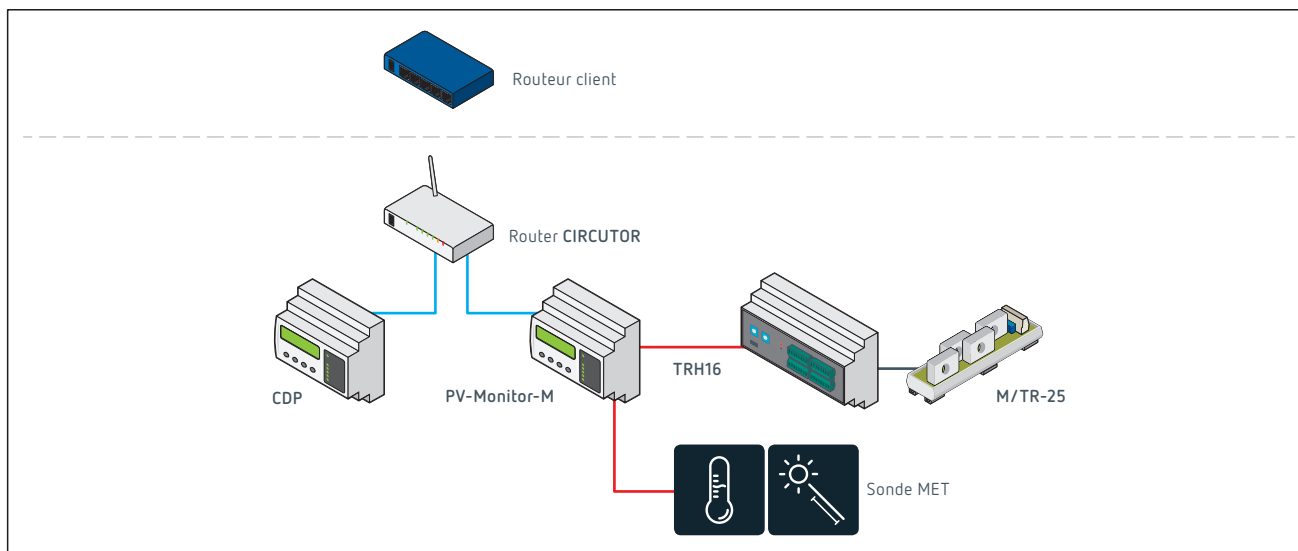 Routeur client
Router CIRCUTOR
CDP
PV-Monitor-M
TRH16
M/TR-25
Sonde MET